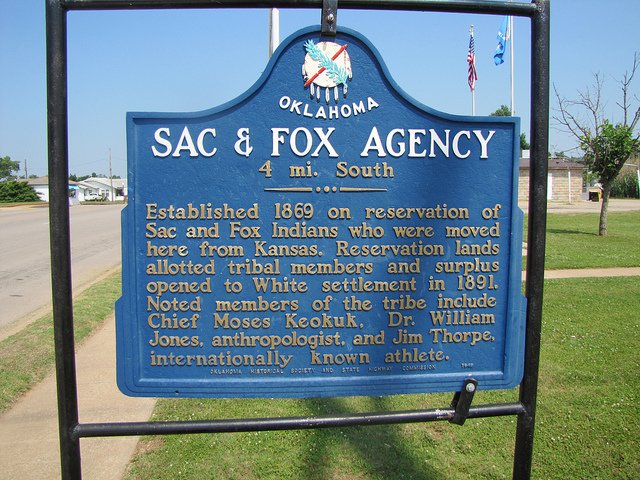 OKLAHOMA
SAC & FOX AGENCY
4 mi. South
Established 1869 on reservation of
Sac and Fox Indians who were moved
here from Kansas. Reservation lands
allotted tribal members and surplus
opened to White settlement in 1891.
Noted members of the tribe include
Chief Moses Keokuk, Dr. William
Jones, anthropologist, and Jim Thorpe,
internationally known athlete.
OKLAHOMA HISTORICAL SOCIETY AND STATE HIGHWAY COMMISSION